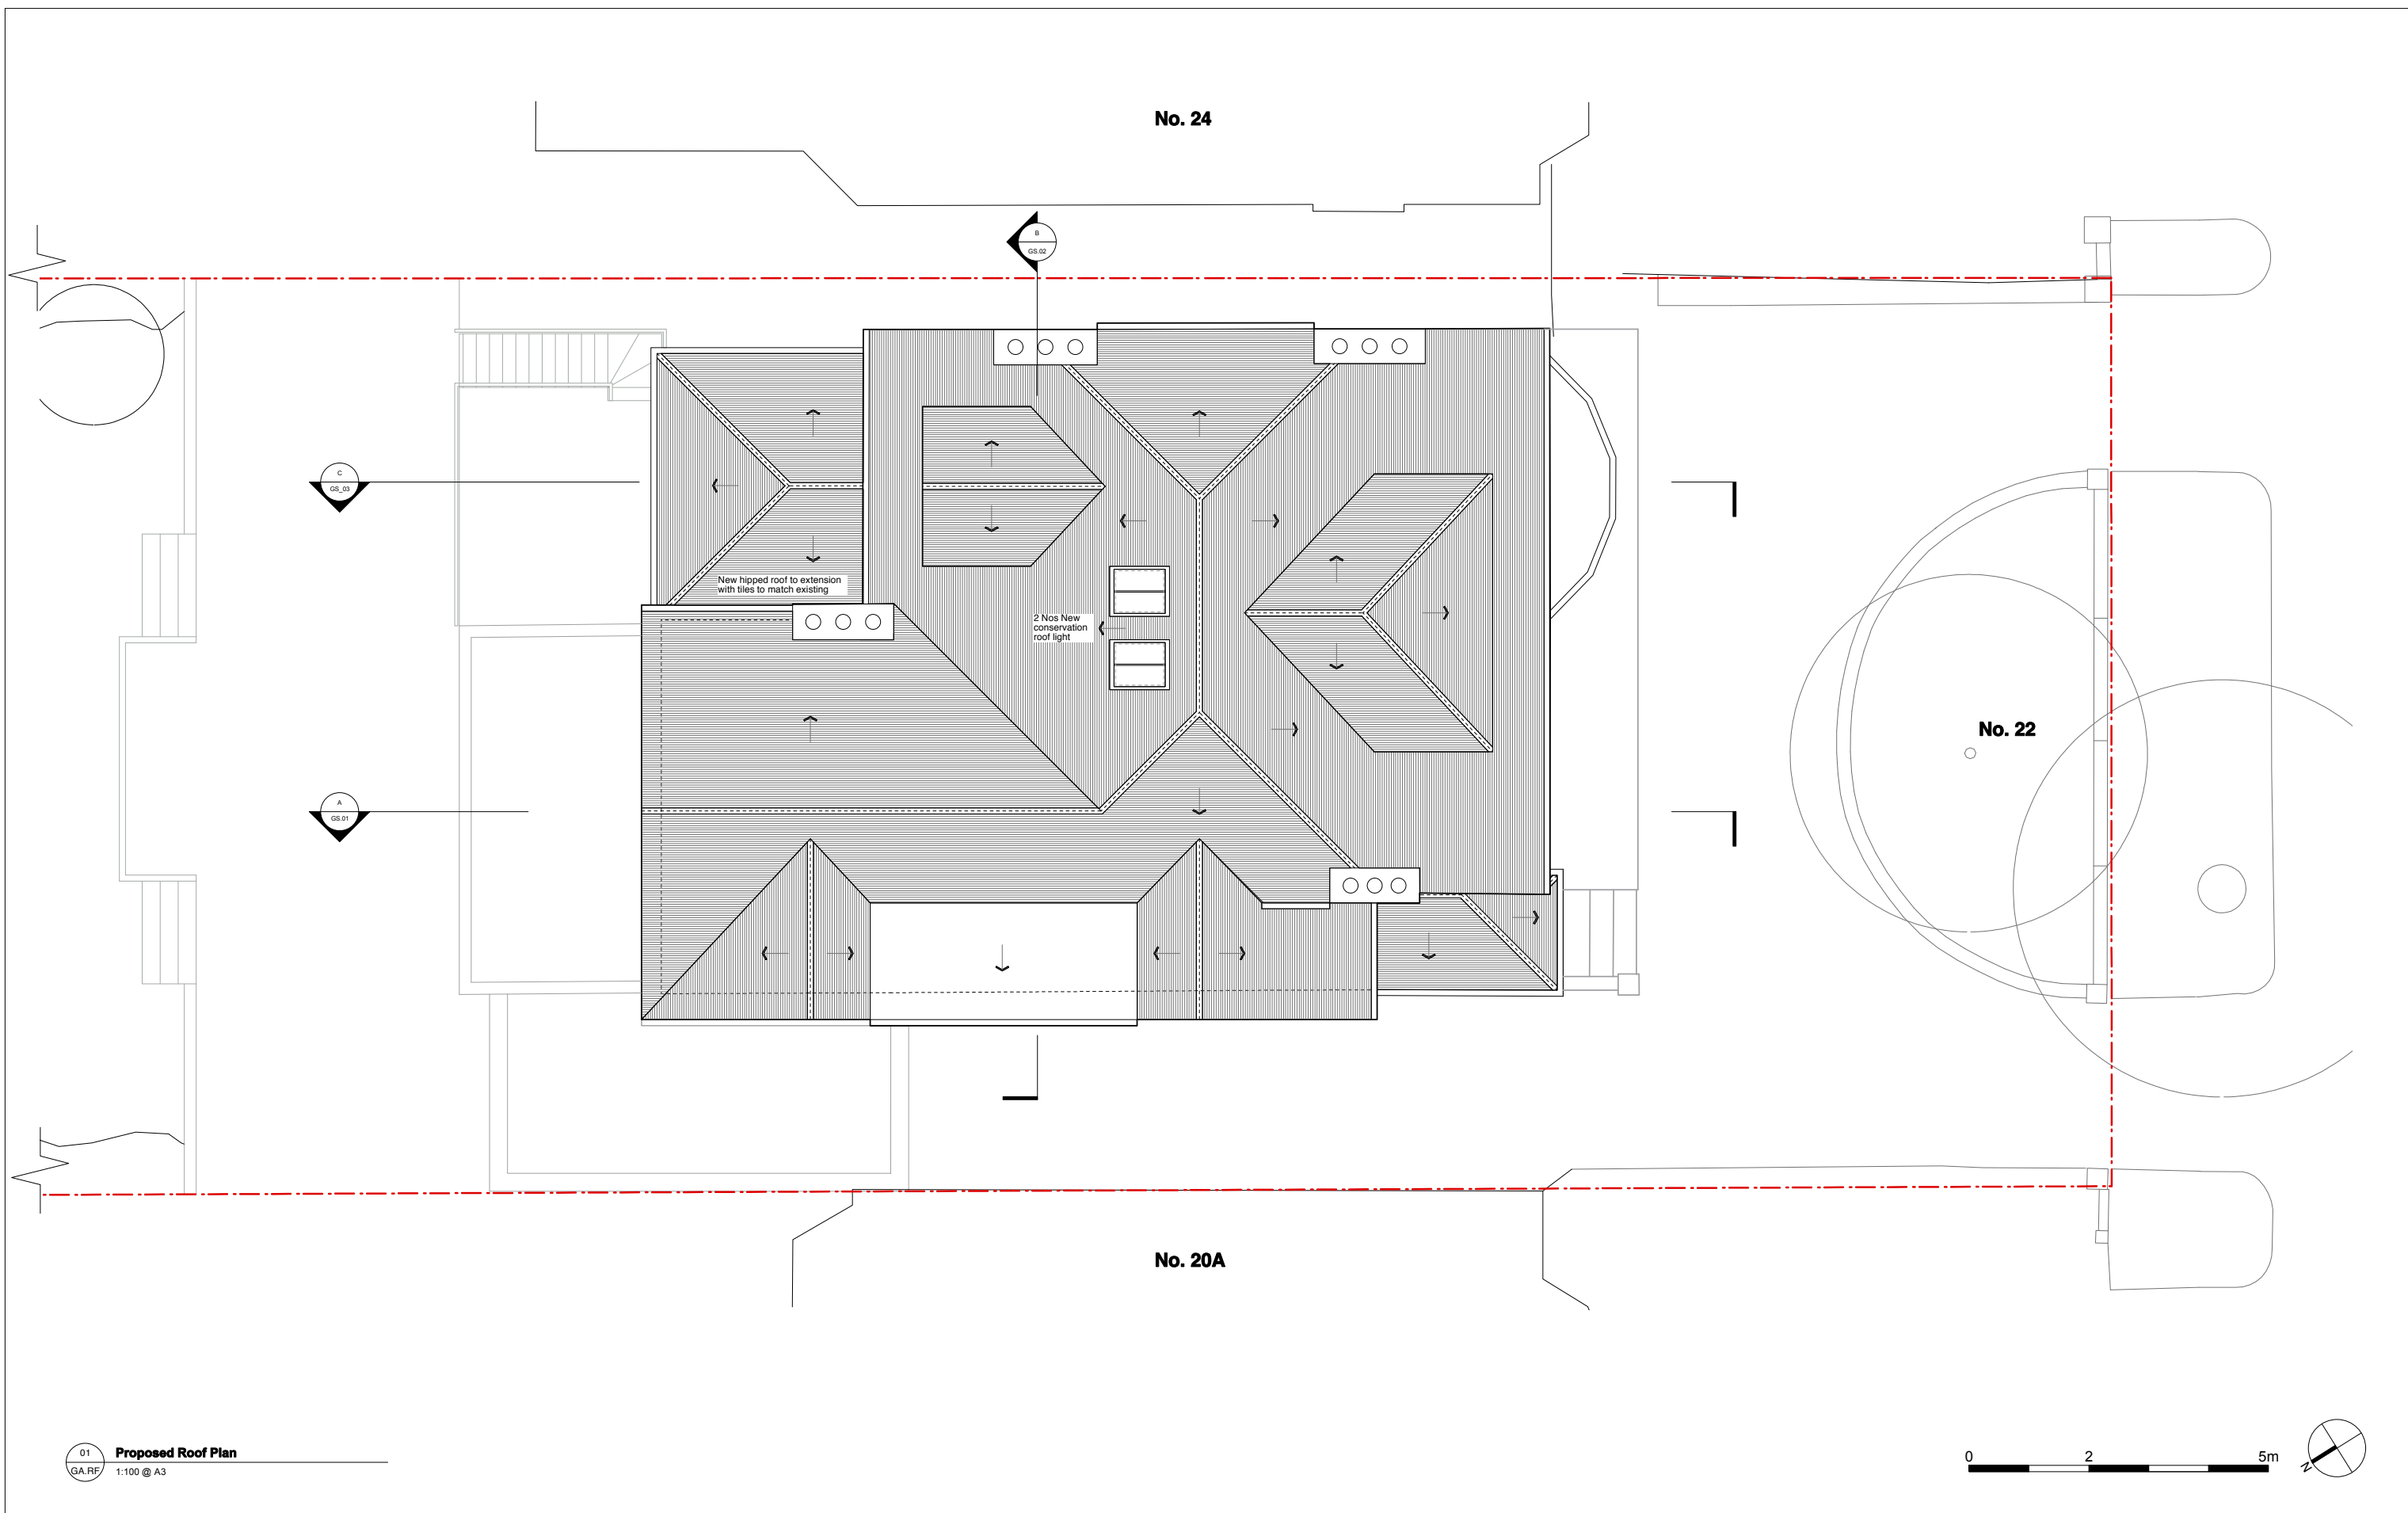 No. 24
B
GS.02
C
GS_03
New hipped roof to extension
with tiles to match existing
2 Nos New
conservation
roof light
No. 22
A
GS.01
No. 20A
01
GA.RF
Proposed Roof Plan
1:100 @ A3
0
2
5m
N